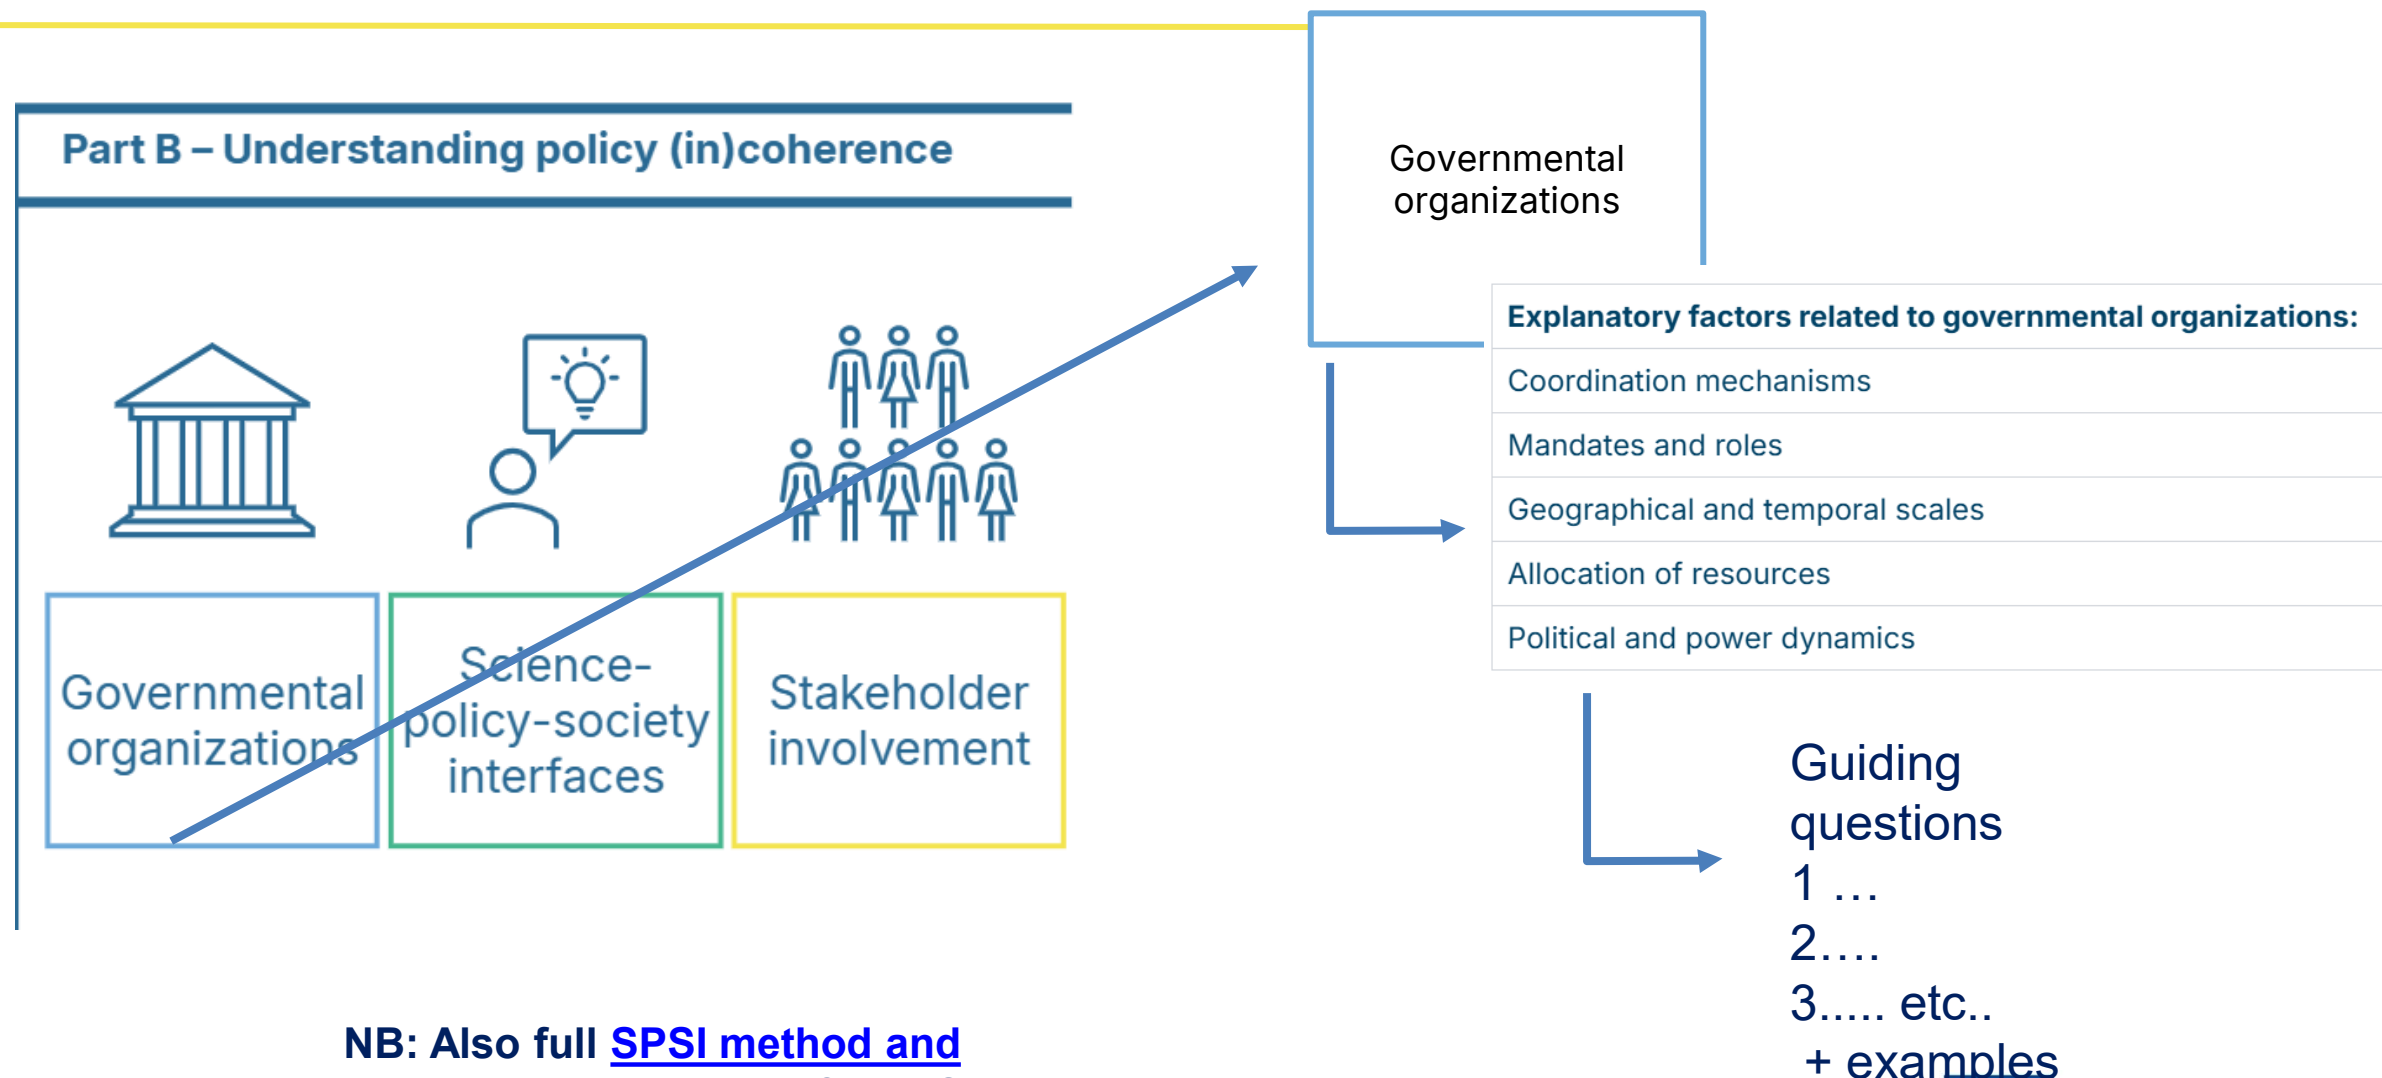 Part B – Understanding policy (in)coherence
Governmental
organizations
Science-
policy-society
interfaces
Stakeholder
involvement
NB: Also full SPSI method and
Governmental
organizations
Explanatory factors related to governmental organizations:
Coordination mechanisms
Mandates and roles
Geographical and temporal scales
Allocation of resources
Political and power dynamics
Guiding
questions
1 ...
2....
3..... etc..
+ examples